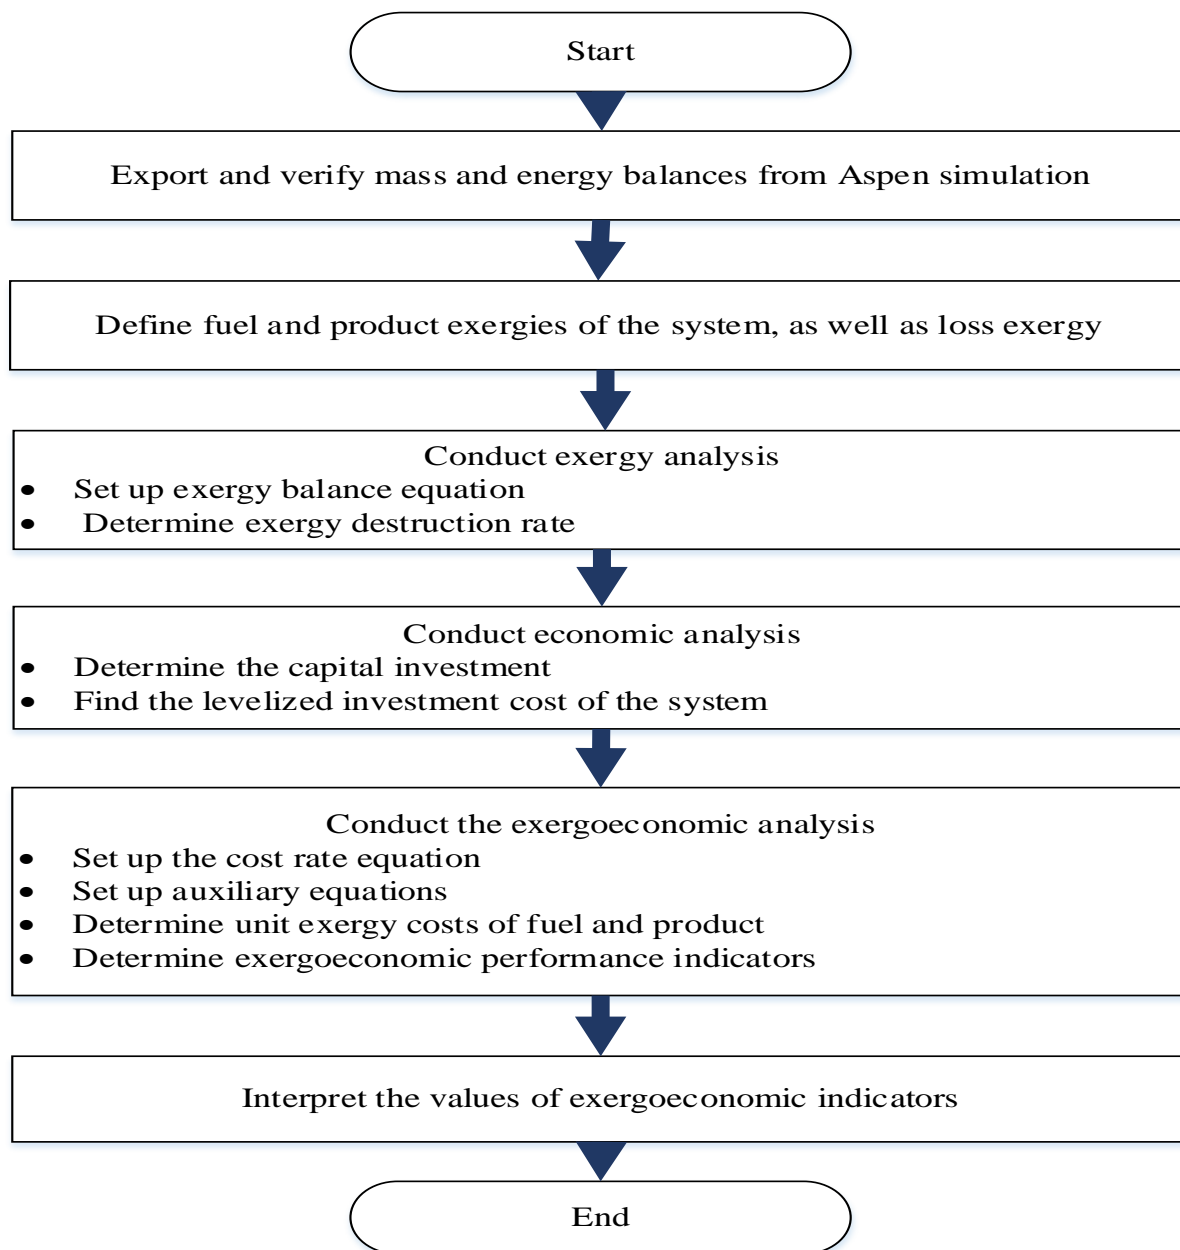 Start
Export and verify mass and energy balances from Aspen simulation
Define fuel and product exergies of the system, as well as loss exergy
Conduct exergy analysis
• Set up exergy balance equation
• Determine exergy destruction rate
Conduct economic analysis
• Determine the capital investment
• Find the levelized investment cost of the system
Conduct the exergoeconomic analysis
• Set up the cost rate equation
• Set up auxiliary equations
• Determine unit exergy costs of fuel and product
• Determine exergoeconomic performance indicators
Interpret the values of exergoeconomic indicators
End